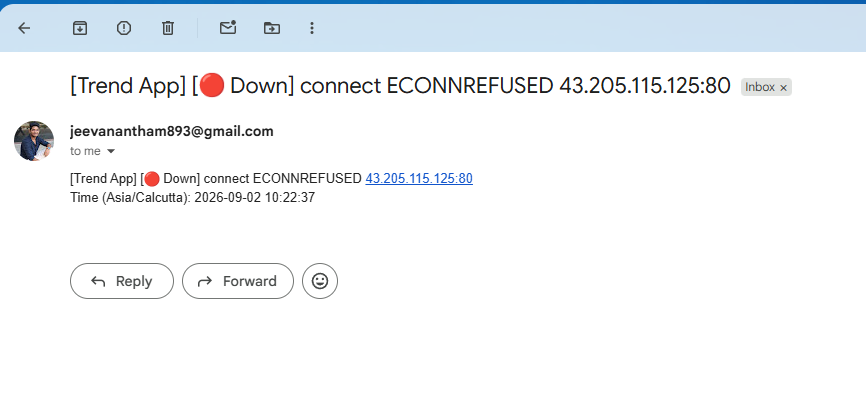 [Trend App] [🔴 Down] connect ECONNREFUSED 43.205.115.125:80 Inbox ×
jeevanantham893@gmail.com
to me
[Trend App] [🔴 Down] connect ECONNREFUSED 43.205.115.125:80
Time (Asia/Calcutta): 2026-09-02 10:22:37
Reply Forward